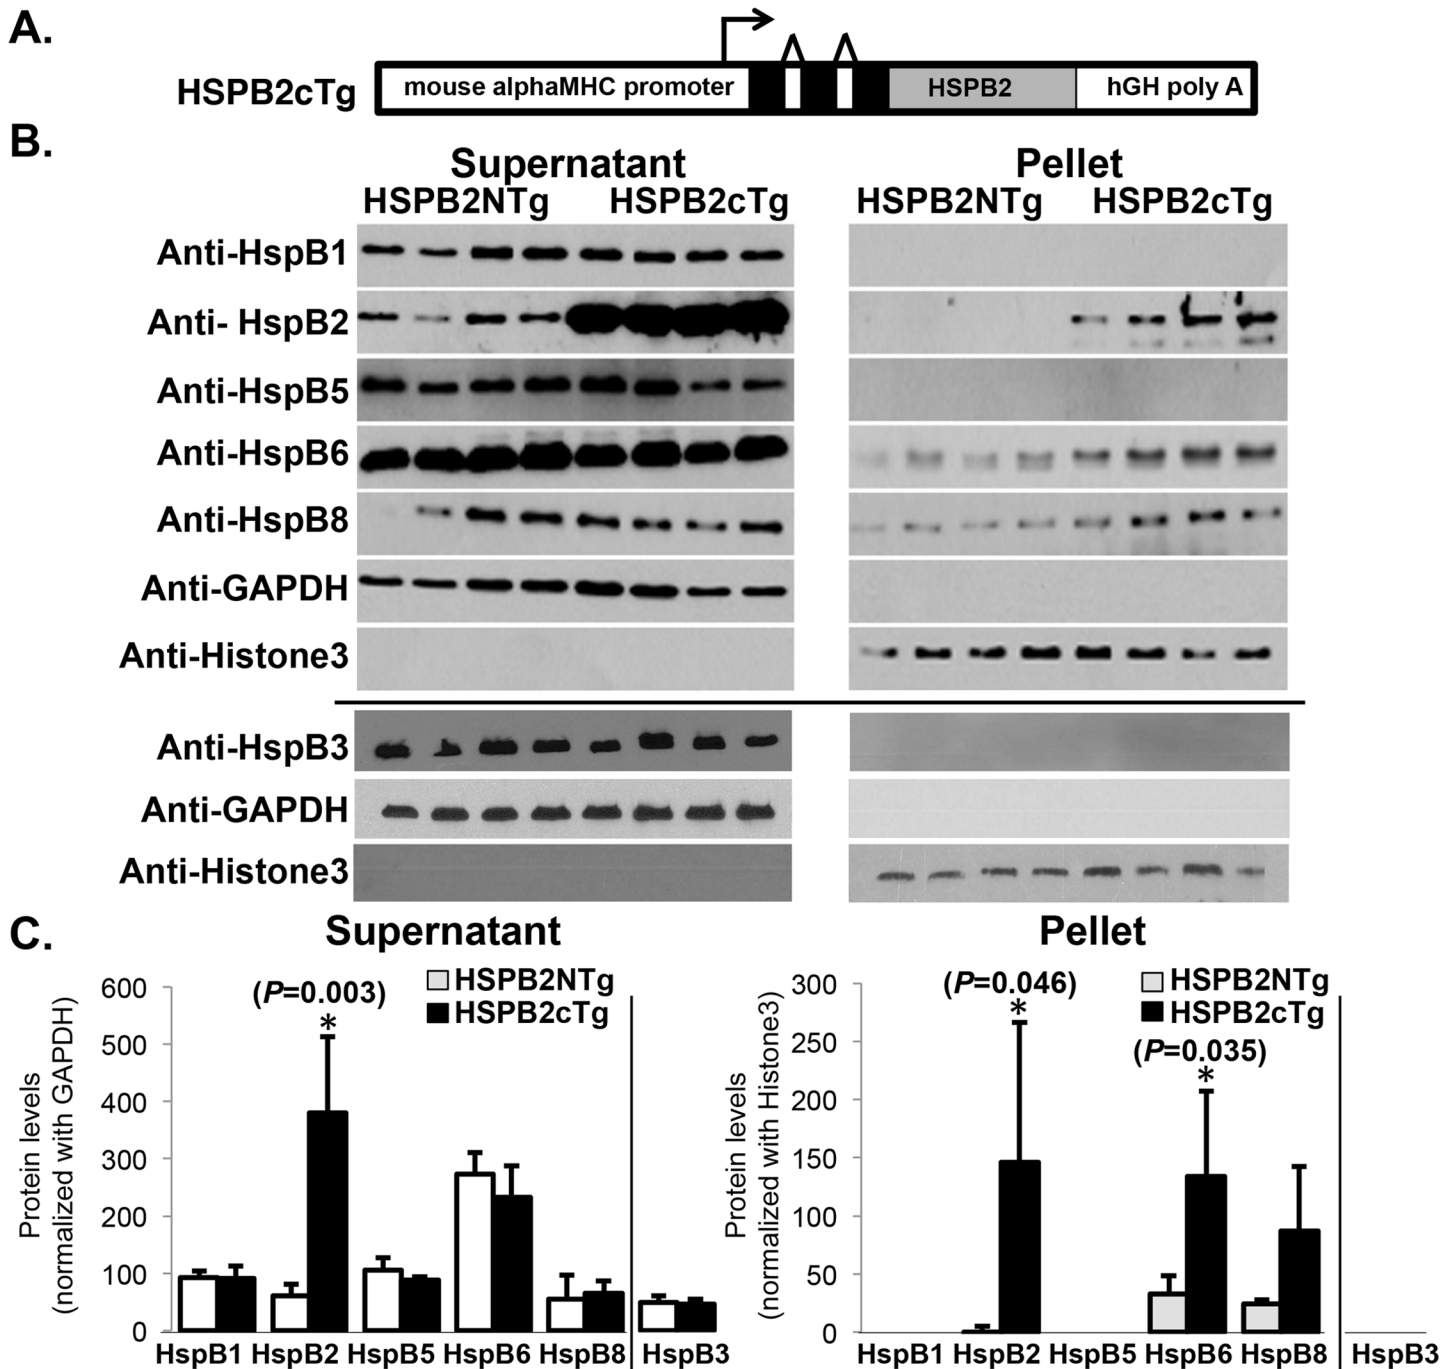 A.
HSPB2cTg
mouse alphaMHC promoter
HSPB2
hGH poly A
B.
Supernatant
Pellet
HSPB2NTg
HSPB2cTg
HSPB2NTg
HSPB2cTg
Anti-HspB1
Anti- HspB2
Anti-HspB5
Anti-HspB6
Anti-HspB8
Anti-GAPDH
Anti-Histone3
Anti-HspB3
Anti-GAPDH
Anti-Histone3
C.
Supernatant
Protein levels
(normalized with GAPDH)
600
500
400
300
200
100
0
(P=0.003)
*
HSPB2NTg
HSPB2cTg
HspB1
HspB2
HspB5
HspB6
HspB8
HspB3
Pellet
Protein levels
(normalized with Histone3)
300
250
200
150
100
50
0
(P=0.046)
*
HSPB2NTg
HSPB2cTg
(P=0.035)
*
HspB1
HspB2
HspB5
HspB6
HspB8
HspB3